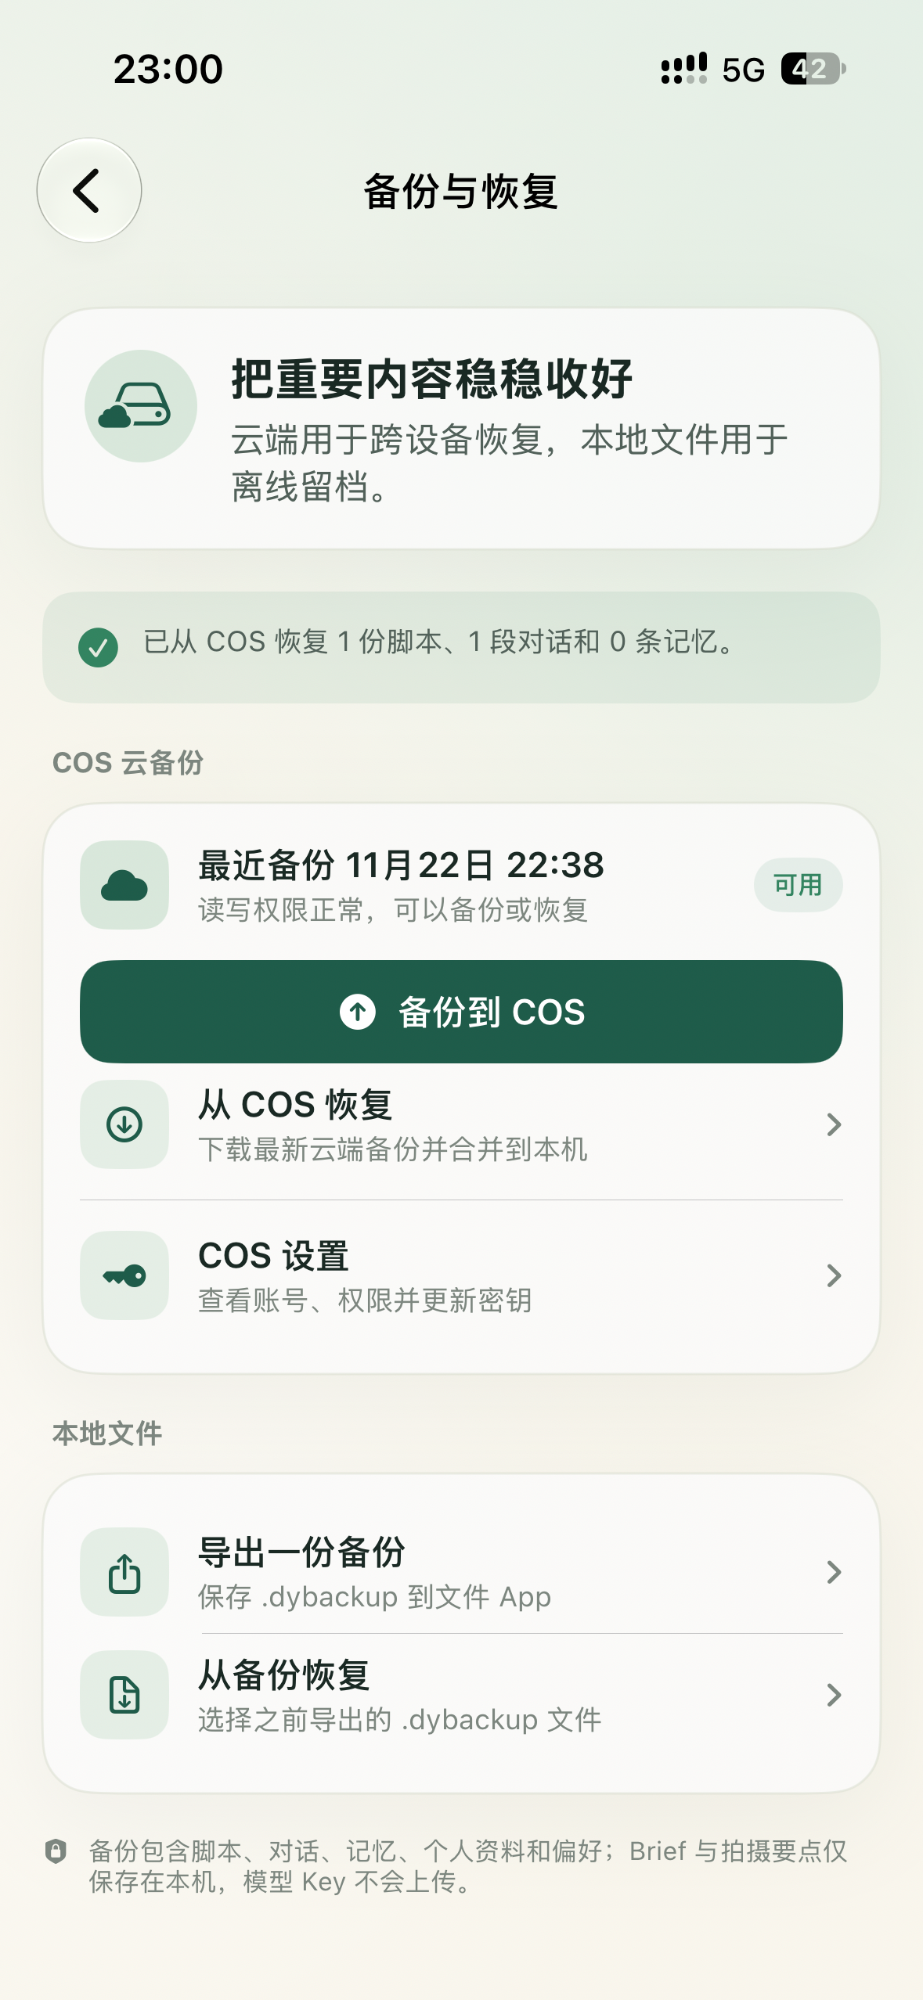 23:00
5G 42
备份与恢复
把重要内容稳稳收好
云端用于跨设备恢复，本地文件用于
离线留档。
已从 COS 恢复 1 份脚本、1 段对话和 0 条记忆。
COS 云备份
最近备份 11月22日 22:38
读写权限正常，可以备份或恢复
可用
备份到 COS
从 COS 恢复
下载最新云端备份并合并到本机
COS 设置
查看账号、权限并更新密钥
本地文件
导出一份备份
保存 .dybackup 到文件 App
从备份恢复
选择之前导出的 .dybackup 文件
备份包含脚本、对话、记忆、个人资料和偏好；Brief 与拍摄要点仅
保存在本机，模型 Key 不会上传。